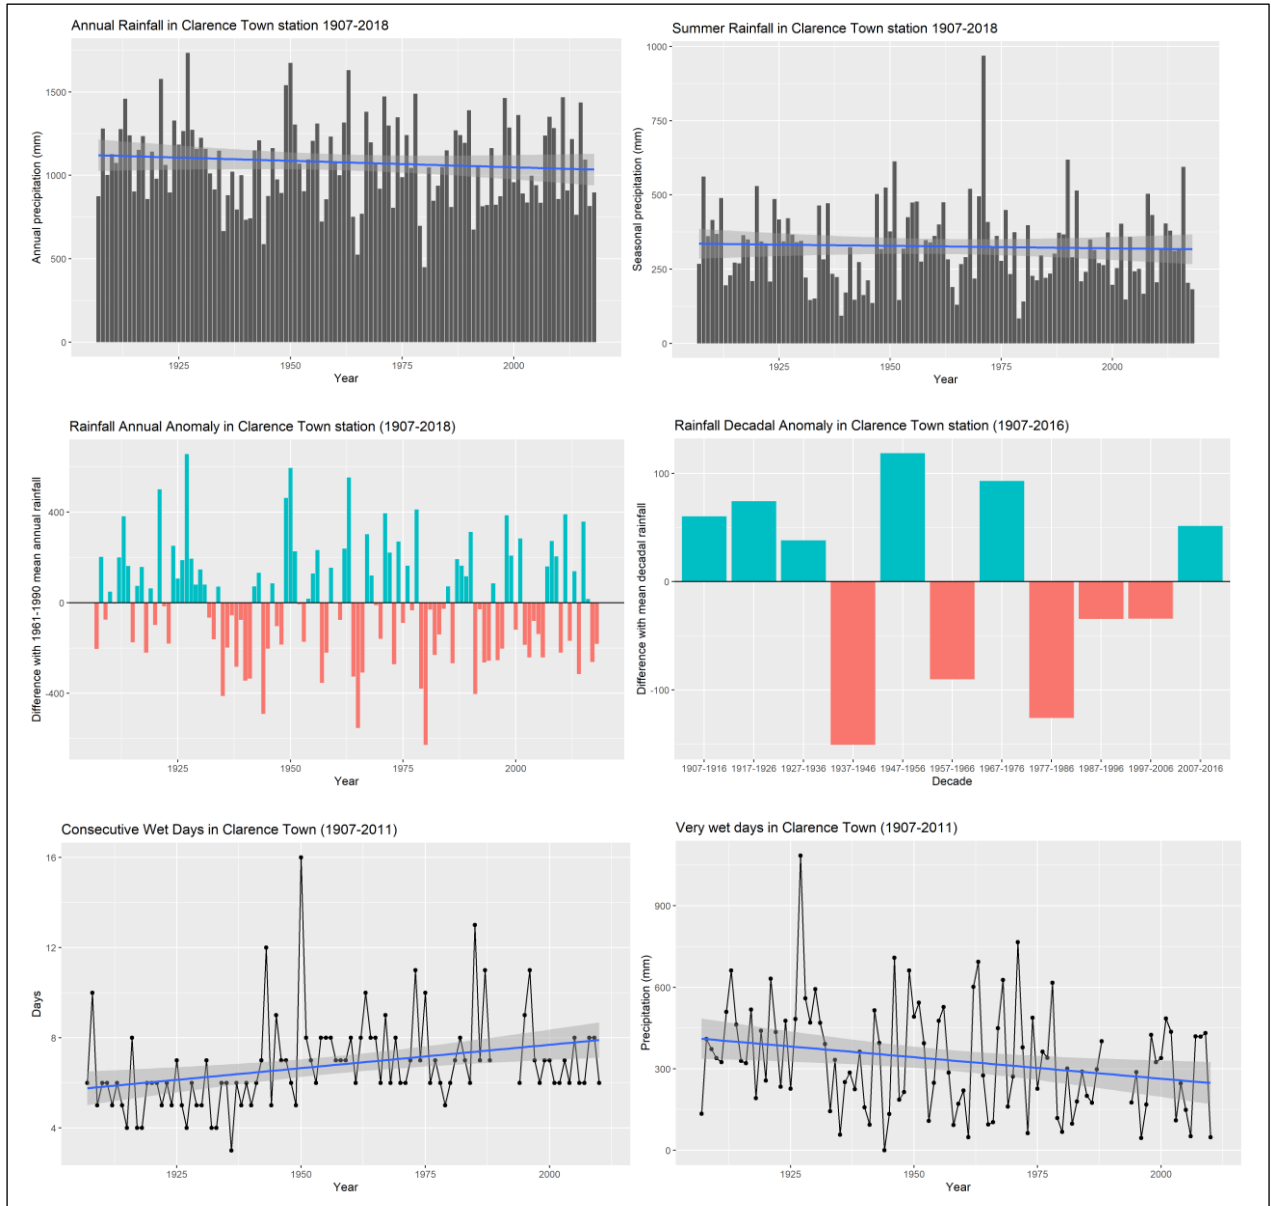 Annual Rainfall in Clarence Town station 1907-2018
1500
1000
500
0
Annual precipitation (mm)
1925 1950 1975 2000
Year
Summer Rainfall in Clarence Town station 1907-2018
1000
750
500
250
0
Seasonal precipitation (mm)
1925 1950 1975 2000
Year
Rainfall Annual Anomaly in Clarence Town station (1907-2018)
400
0
-400
Difference with 1961-1990 mean annual rainfall
1925 1950 1975 2000
Year
Rainfall Decadal Anomaly in Clarence Town station (1907-2016)
100
0
-100
Difference with mean decadal rainfall
1907-1916 1917-1926 1927-1936 1937-1946 1947-1956 1957-1966 1967-1976 1977-1986 1987-1996 1997-2006 2007-2016
Decade
Consecutive Wet Days in Clarence Town (1907-2011)
16
12
8
4
Days
1925 1950 1975 2000
Year
Very wet days in Clarence Town (1907-2011)
900
600
300
0
Precipitation (mm)
1925 1950 1975 2000
Year